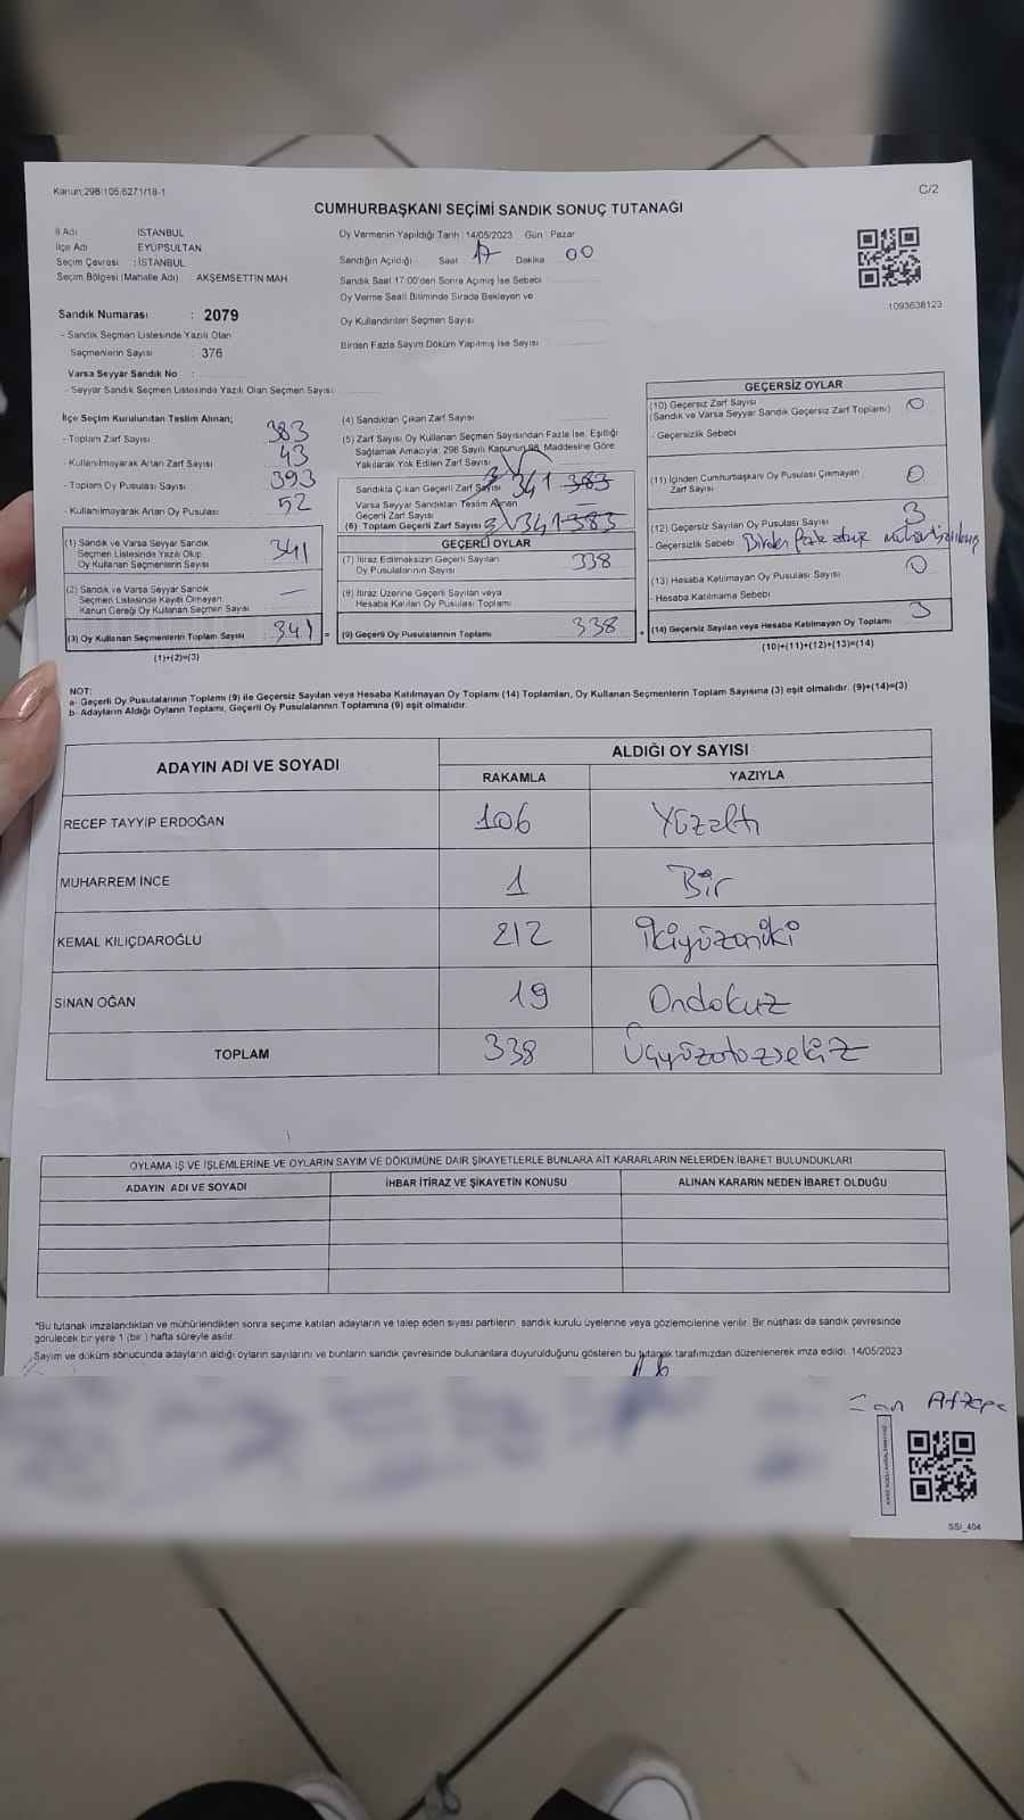 Kanun:298/105,6271/18-1
C/2
CUMHURBAŞKANI SEÇİMİ SANDIK SONUÇ TUTANAĞI
İl Adı : İSTANBUL
İlçe Adı : EYÜPSULTAN
Seçim Çevresi : İSTANBUL
Seçim Bölgesi (Mahalle Adı) : AKŞEMSETTİN MAH.
Sandık Numarası : 2079
- Sandık Seçmen Listesinde Yazılı Olan
Seçmenlerin Sayısı : 376
Varsa Seyyar Sandık No :
- Seyyar Sandık Seçmen Listesinde Yazılı Olan Seçmen Sayısı :
Oy Vermenin Yapıldığı Tarih : 14/05/2023 Gün : Pazar
Sandığın Açıldığı Saat 17 Dakika 00
Sandık Saat 17:00'den Sonra Açılmış İse Sebebi
Oy Verme Saati Bitiminde Sırada Bekleyen ve
Oy Kullandırılan Seçmen Sayısı
Birden Fazla Sayım Döküm Yapılmış İse Sayısı
1093638123
İlçe Seçim Kurulundan Teslim Alınan;
- Toplam Zarf Sayısı 383
- Kullanılmayarak Artan Zarf Sayısı 43
- Toplam Oy Pusulası Sayısı 393
- Kullanılmayarak Artan Oy Pusulası 52
(1) Sandık ve Varsa Seyyar Sandık
Seçmen Listesinde Yazılı Olup
Oy Kullanan Seçmenlerin Sayısı 341
(2) Sandık ve Varsa Seyyar Sandık
Seçmen Listesinde Kayıtlı Olmayan,
Kanun Gereği Oy Kullanan Seçmen Sayısı —
(3) Oy Kullanan Seçmenlerin Toplam Sayısı 341 =
(1)+(2)=(3)
(4) Sandıktan Çıkan Zarf Sayısı
(5) Zarf Sayısı Oy Kullanan Seçmen Sayısından Fazla İse, Eşitliği
Sağlamak Amacıyla; 298 Sayılı Kanunun 98. Maddesine Göre
Yakılarak Yok Edilen Zarf Sayısı
Sandıkta Çıkan Geçerli Zarf Sayısı 341 383
Varsa Seyyar Sandıktan Teslim Alınan
Geçerli Zarf Sayısı
(6) Toplam Geçerli Zarf Sayısı 341 383
GEÇERLİ OYLAR
(7) İtiraz Edilmeksizin Geçerli Sayılan
Oy Pusulalarının Sayısı 338
(8) İtiraz Üzerine Geçerli Sayılan veya
Hesaba Katılan Oy Pusulası Toplamı
(9) Geçerli Oy Pusulalarının Toplamı 338 +
GEÇERSİZ OYLAR
(10) Geçersiz Zarf Sayısı 0
(Sandık ve Varsa Seyyar Sandık Geçersiz Zarf Toplamı)
- Geçersizlik Sebebi
(11) İçinden Cumhurbaşkanı Oy Pusulası Çıkmayan
Zarf Sayısı 0
(12) Geçersiz Sayılan Oy Pusulası Sayısı 3
- Geçersizlik Sebebi Birden fazla
(13) Hesaba Katılmayan Oy Pusulası Sayısı 0
- Hesaba Katılmama Sebebi
(14) Geçersiz Sayılan veya Hesaba Katılmayan Oy Toplamı 3
(10)+(11)+(12)+(13)=(14)
NOT:
a- Geçerli Oy Pusulalarının Toplamı (9) ile Geçersiz Sayılan veya Hesaba Katılmayan Oy Toplamı (14) Toplamları, Oy Kullanan Seçmenlerin Toplam Sayısına (3) eşit olmalıdır. (9)+(14)=(3)
b- Adayların Aldığı Oyların Toplamı, Geçerli Oy Pusulalarının Toplamına (9) eşit olmalıdır.
ADAYIN ADI VE SOYADI
ALDIĞI OY SAYISI
RAKAMLA YAZIYLA
RECEP TAYYİP ERDOĞAN 106 Yüzaltı
MUHARREM İNCE 1 Bir
KEMAL KILIÇDAROĞLU 212 İkiyüzoniki
SİNAN OĞAN 19 Ondokuz
TOPLAM 338 Üçyüzotuzsekiz
OYLAMA İŞ VE İŞLEMLERİNE VE OYLARIN SAYIM VE DÖKÜMÜNE DAİR ŞİKAYETLERLE BUNLARA AİT KARARLARIN NELERDEN İBARET BULUNDUKLARI
ADAYIN ADI VE SOYADI İHBAR İTİRAZ VE ŞİKAYETİN KONUSU ALINAN KARARIN NEDEN İBARET OLDUĞU
*Bu tutanak imzalandıktan ve mühürlendikten sonra seçime katılan adayların ve talep eden siyasi partilerin, sandık kurulu üyelerine veya gözlemcilerine verilir. Bir nüshası da sandık çevresinde
görülecek bir yere 1 (bir ) hafta süreyle asılır.
Sayım ve döküm sonucunda adayların aldığı oyların sayılarını ve bunların sandık çevresinde bulunanlara duyurulduğunu gösteren bu tutanak tarafımızdan düzenlenerek imza edildi. 14/05/2023
SSI_404